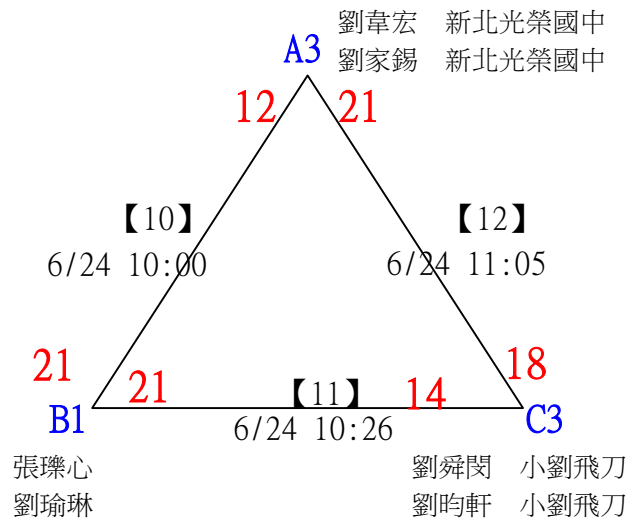 劉韋宏 新北光榮國中
A3 劉家錫 新北光榮國中
12 21
【10】 【12】
6/24 10:00 6/24 11:05
21 21 【11】 14 18
B1 6/24 10:26 C3
張瓅心 劉舜閔 小劉飛刀
劉瑜琳 劉昀軒 小劉飛刀